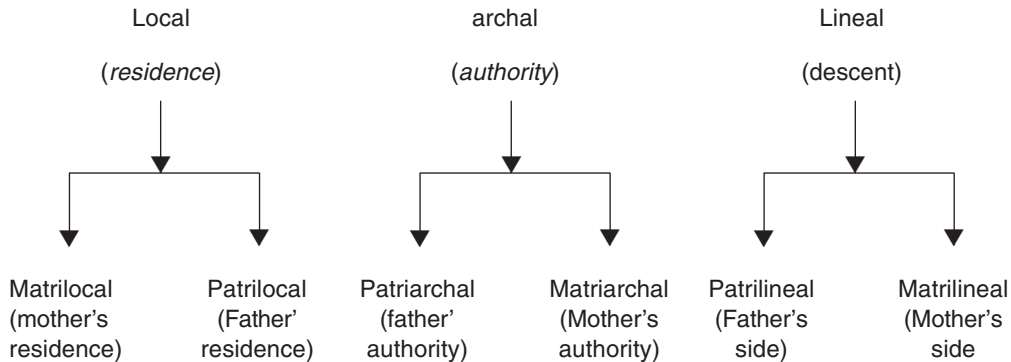 Local
archal
Lineal
(residence)
(authority)
(descent)
Matrilocal
(mother's
residence)
Patrilocal
(Father'
residence)
Patriarchal
(father'
authority)
Matriarchal
(Mother's
authority)
Patrilineal
(Father's
side)
Matrilineal
(Mother's
side